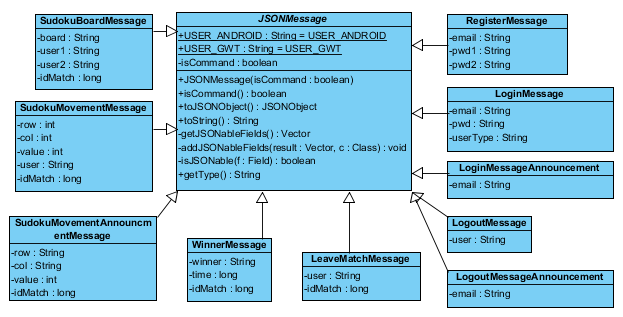 SudokuBoardMessage
-board : String
-user1 : String
-user2 : String
-idMatch : long
JSONMessage
+USER_ANDROID : String = USER_ANDROID
+USER_GWT : String = USER_GWT
-isCommand : boolean
+JSONMessage(isCommand : boolean)
+isCommand() : boolean
+toJSONObject() : JSONObject
+toString() : String
-getJSONableFields() : Vector
-addJSONableFields(result : Vector, c : Class) : void
-isJSONable(f : Field) : boolean
+getType() : String
RegisterMessage
-email : String
-pwd1 : String
-pwd2 : String
SudokuMovementMessage
-row : int
-col : int
-value : int
-user : String
-idMatch : long
LoginMessage
-email : String
-pwd : String
-userType : String
LoginMessageAnnouncement
-email : String
SudokuMovementAnnouncm
entMessage
-row : String
-col : String
-value : int
-idMatch : long
WinnerMessage
-winner : String
-time : long
-idMatch : long
LeaveMatchMessage
-user : String
-idMatch : long
LogoutMessage
-user : String
LogoutMessageAnnouncement
-email : String